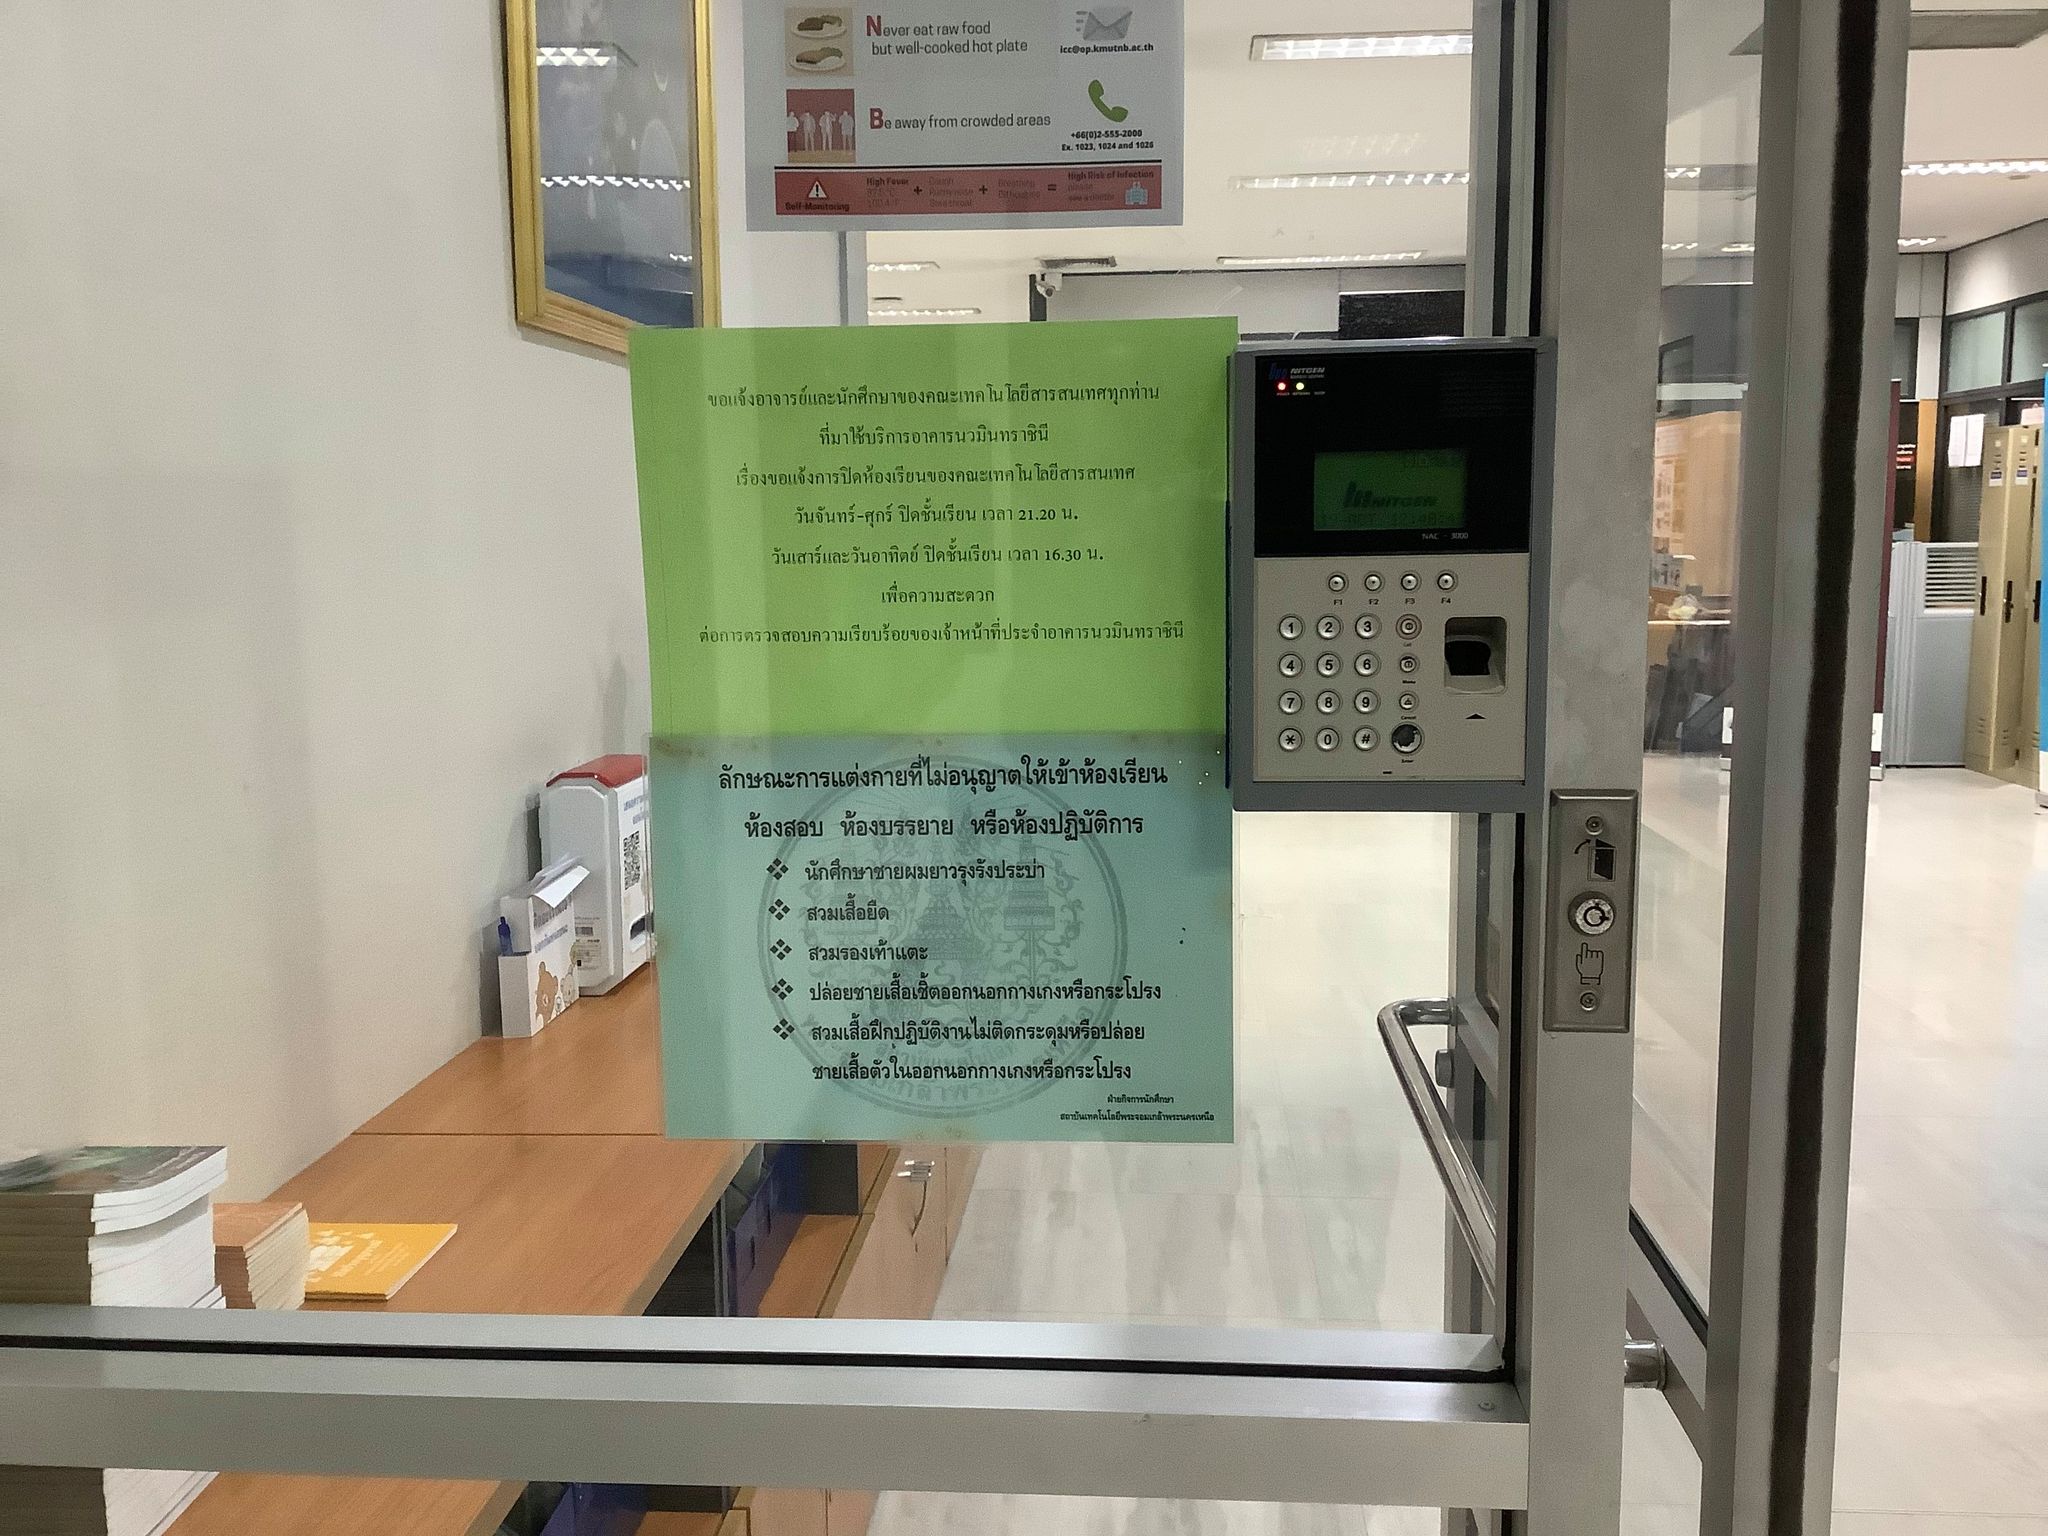 Never eat raw food
but well-cooked hot plate
icc@op.kmutnb.ac.th
Be away from crowded areas
+66(0)2-555-2000
Ex. 1023, 1024 and 1026
Self-Monitoring
High Fever
+
+
=
High Risk of Infection
ขอแจ้งอาจารย์และนักศึกษาของคณะเทคโนโลยีสารสนเทศทุกท่าน
ที่มาใช้บริการอาคารนวมินทราชินี
เรื่องขอแจ้งการปิดห้องเรียนของคณะเทคโนโลยีสารสนเทศ
วันจันทร์-ศุกร์ ปิดชั้นเรียน เวลา 21.20 น.
วันเสาร์และวันอาทิตย์ ปิดชั้นเรียน เวลา 16.30 น.
เพื่อความสะดวก
ต่อการตรวจสอบความเรียบร้อยของเจ้าหน้าที่ประจำอาคารนวมินทราชินี
NITGEN
NITGEN
NAC - 3000
F1 F2 F3 F4
1 2 3
4 5 6
Menu
7 8 9
Cancel
* 0 #
Enter
ลักษณะการแต่งกายที่ไม่อนุญาตให้เข้าห้องเรียน
ห้องสอบ ห้องบรรยาย หรือห้องปฏิบัติการ
❖ นักศึกษาชายผมยาวรุงรังประบ่า
❖ สวมเสื้อยืด
❖ สวมรองเท้าแตะ
❖ ปล่อยชายเสื้อเชิ้ตออกนอกกางเกงหรือกระโปรง
❖ สวมเสื้อฝึกปฏิบัติงานไม่ติดกระดุมหรือปล่อย
ชายเสื้อตัวในออกนอกกางเกงหรือกระโปรง
ฝ่ายกิจการนักศึกษา
สถาบันเทคโนโลยีพระจอมเกล้าพระนครเหนือ